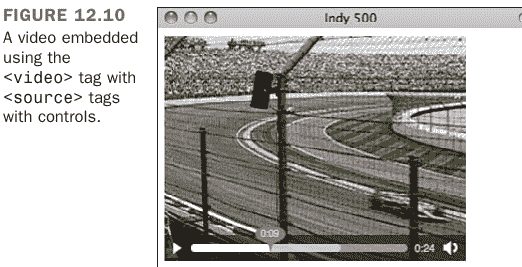 FIGURE 12.10
A video embedded
using the
<video> tag with
<source> tags
with controls.
Indy 500
0:09
0:24